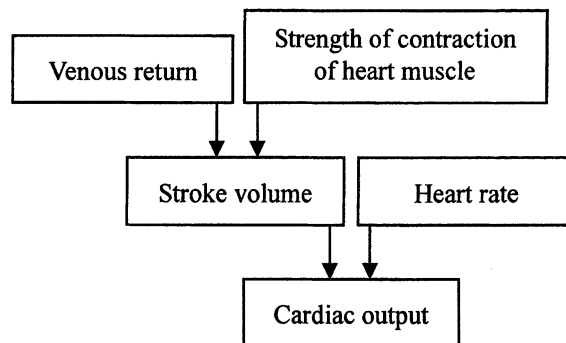 Strength of contraction
of heart muscle
Venous return
Stroke volume
Heart rate
Cardiac output